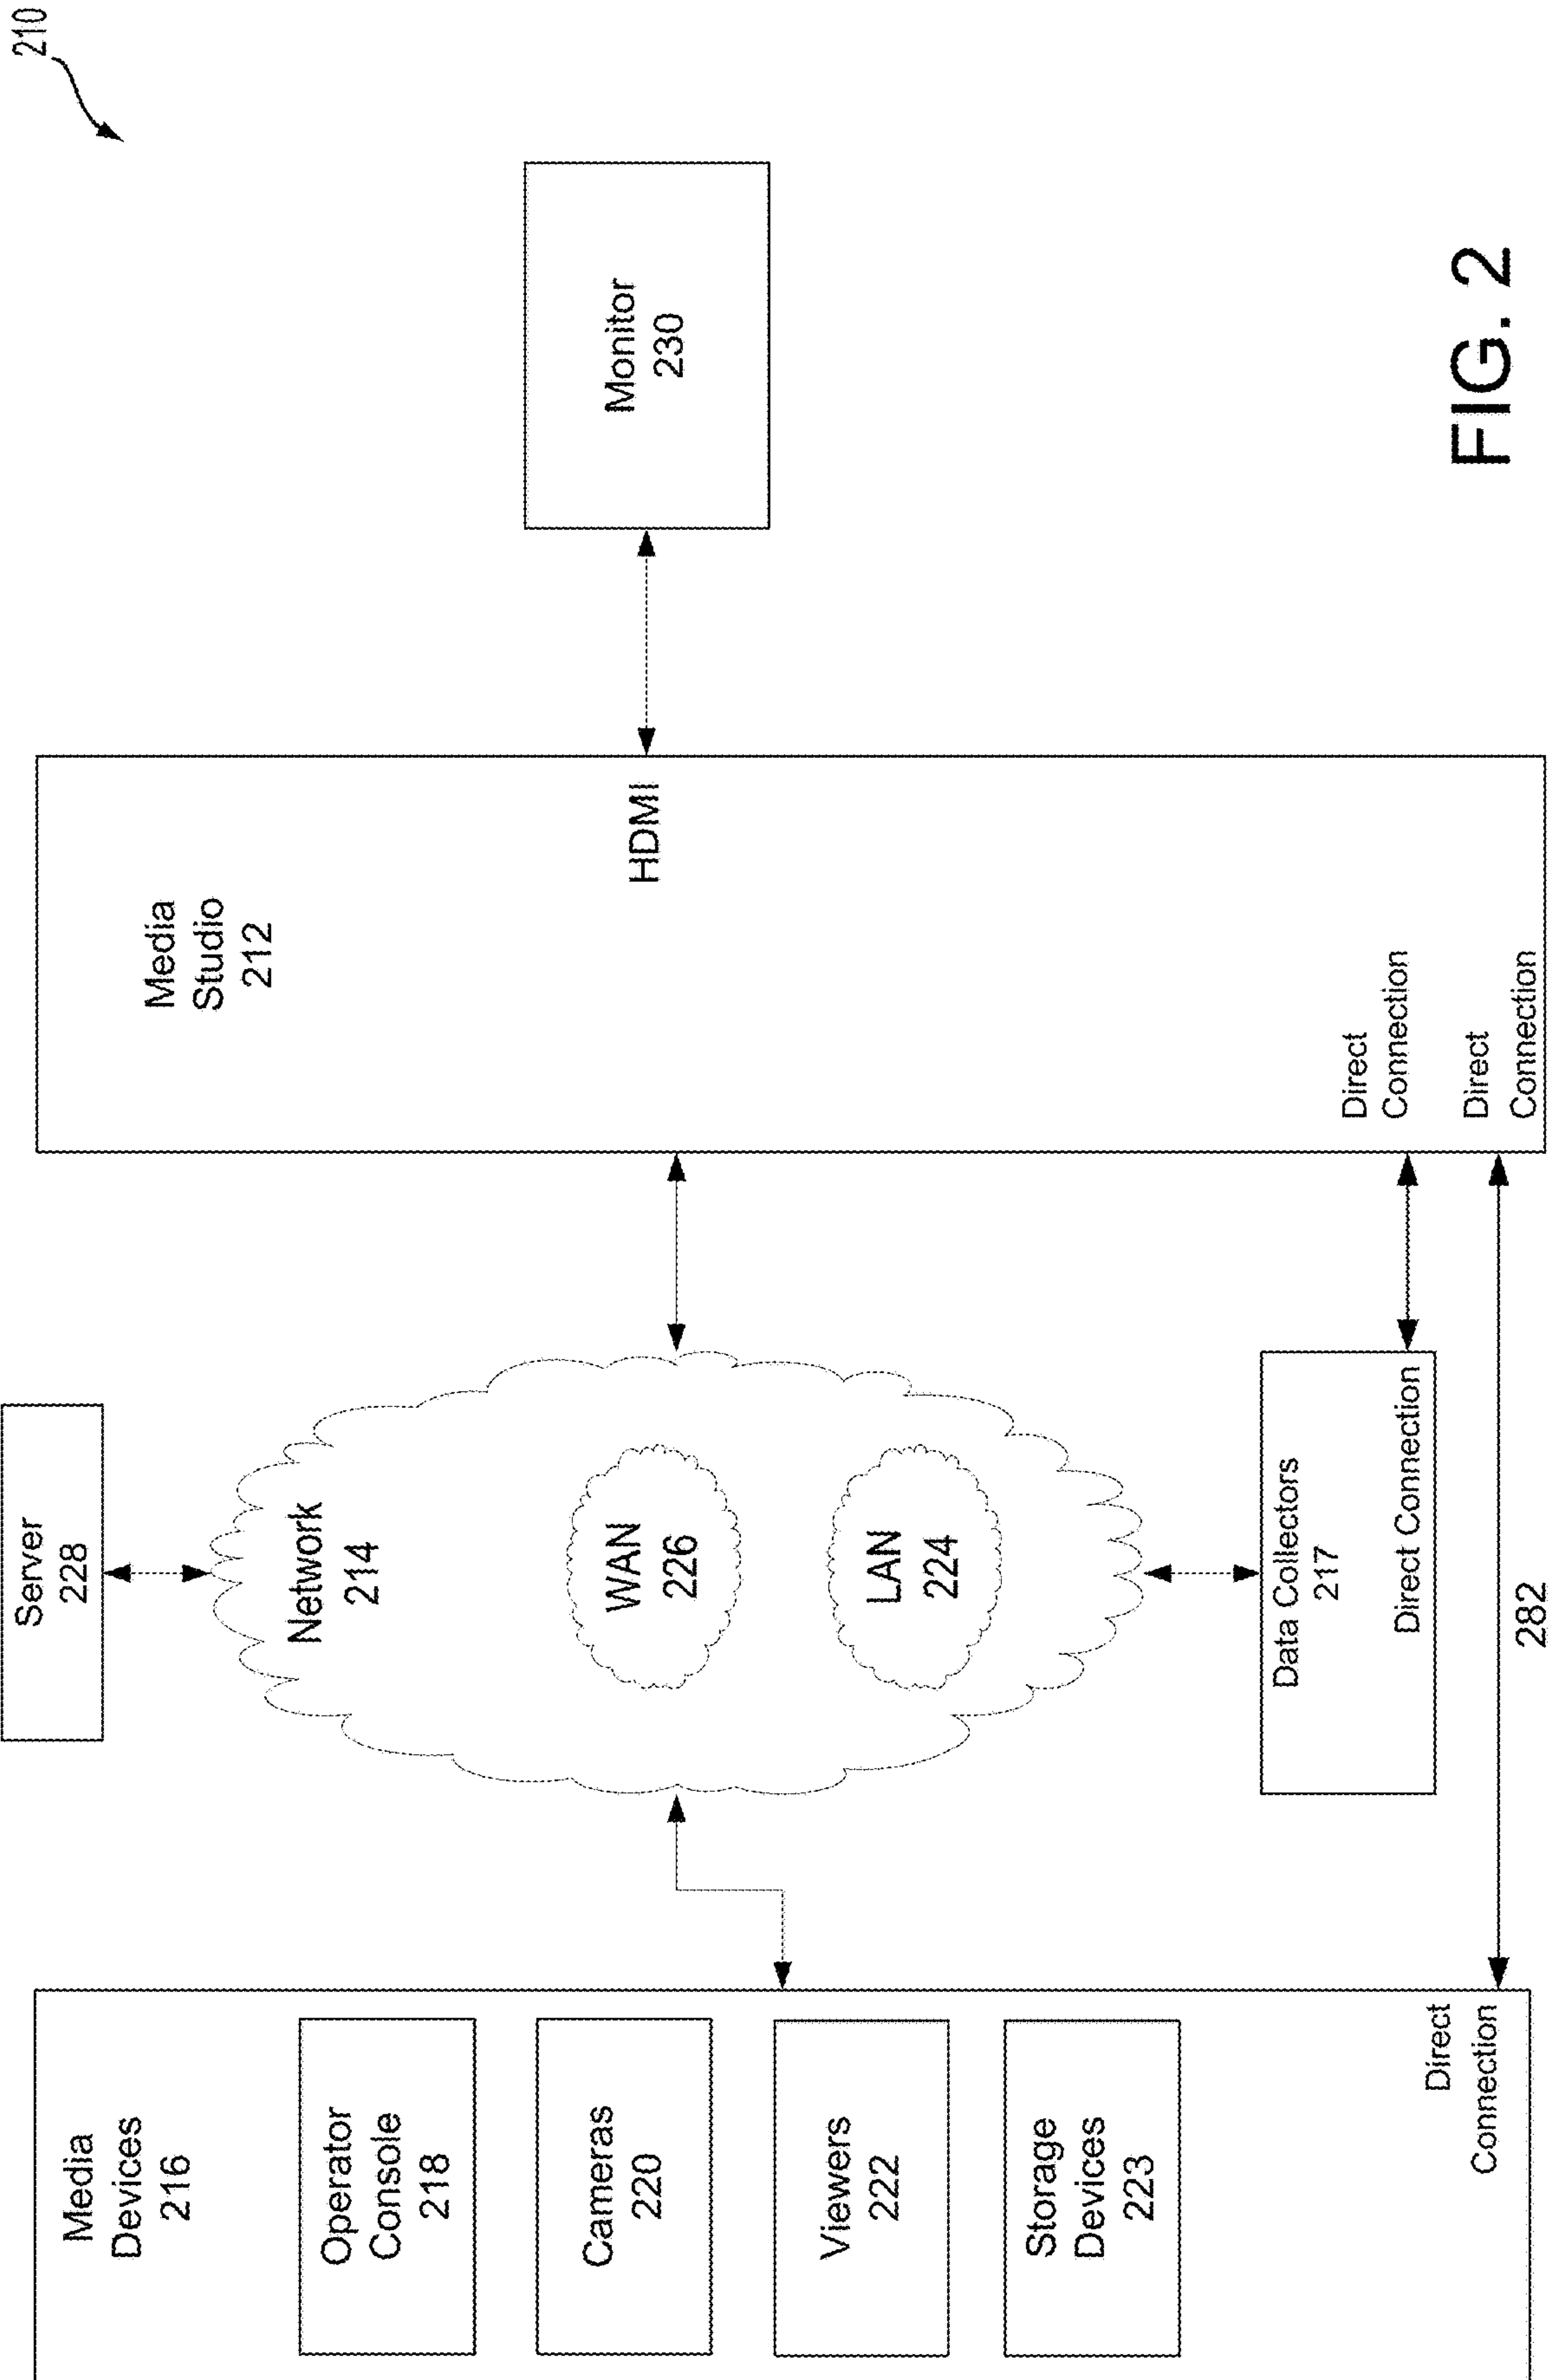 210
Server
228
Media
Devices
216
Operator
Console
218
Cameras
220
Viewers
222
Storage
Devices
223
Direct
Connection
Network
214
WAN
226
LAN
224
Data Collectors
217
Direct Connection
282
Media
Studio
212
HDMI
Direct
Connection
Direct
Connection
Monitor
230
FIG. 2